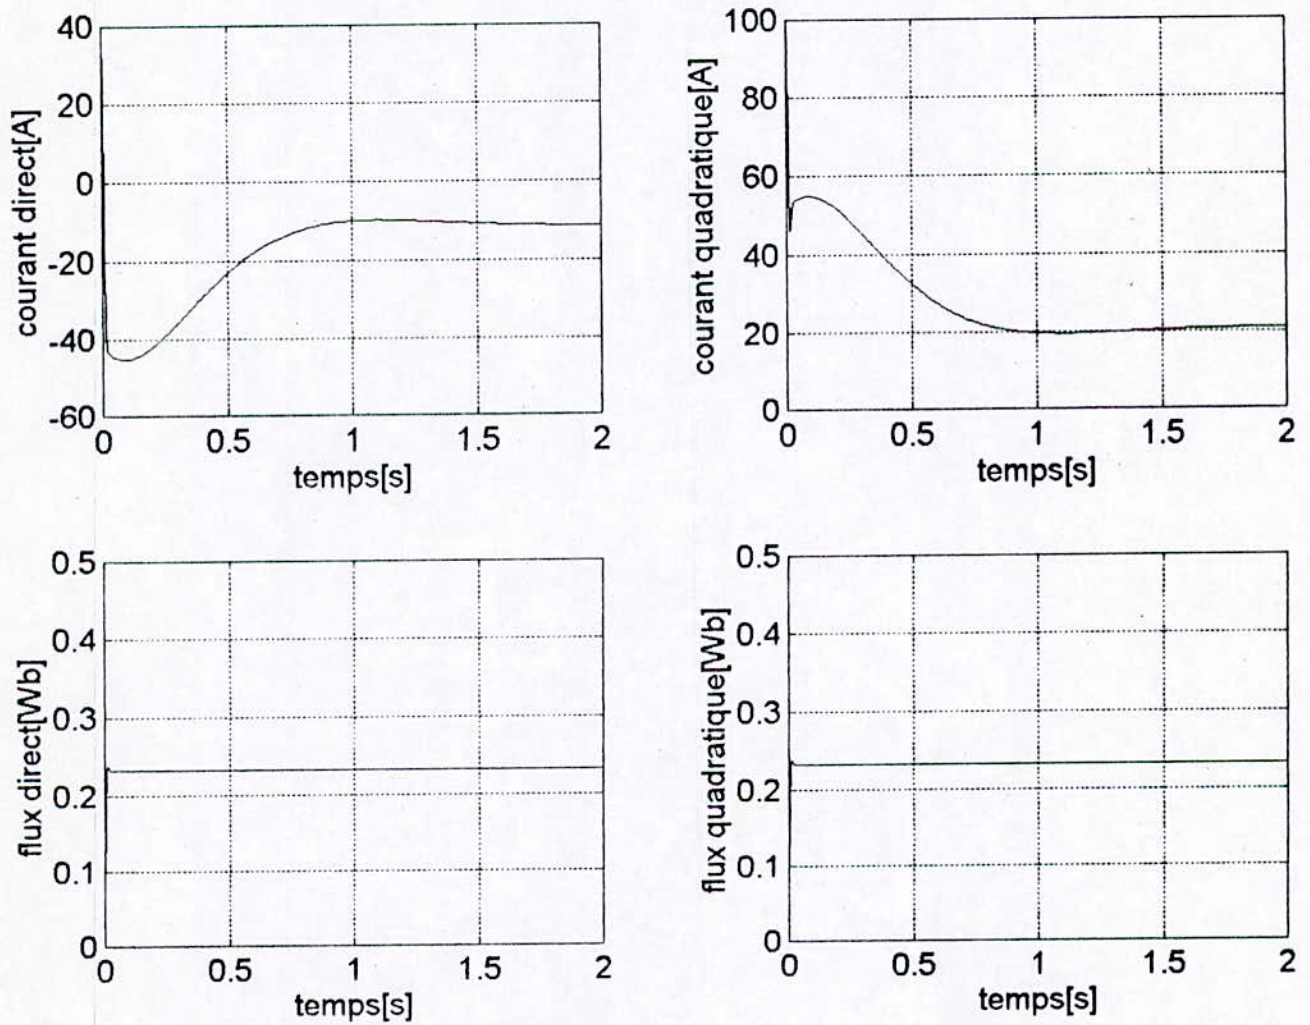 40
20
0
-20
-40
-60
courant direct[A]
0 0.5 1 1.5 2
temps[s]
100
80
60
40
20
0
courant quadratique[A]
0 0.5 1 1.5 2
temps[s]
0.5
0.4
0.3
0.2
0.1
0
flux direct[Wb]
0 0.5 1 1.5 2
temps[s]
0.5
0.4
0.3
0.2
0.1
0
flux quadratique[Wb]
0 0.5 1 1.5 2
temps[s]